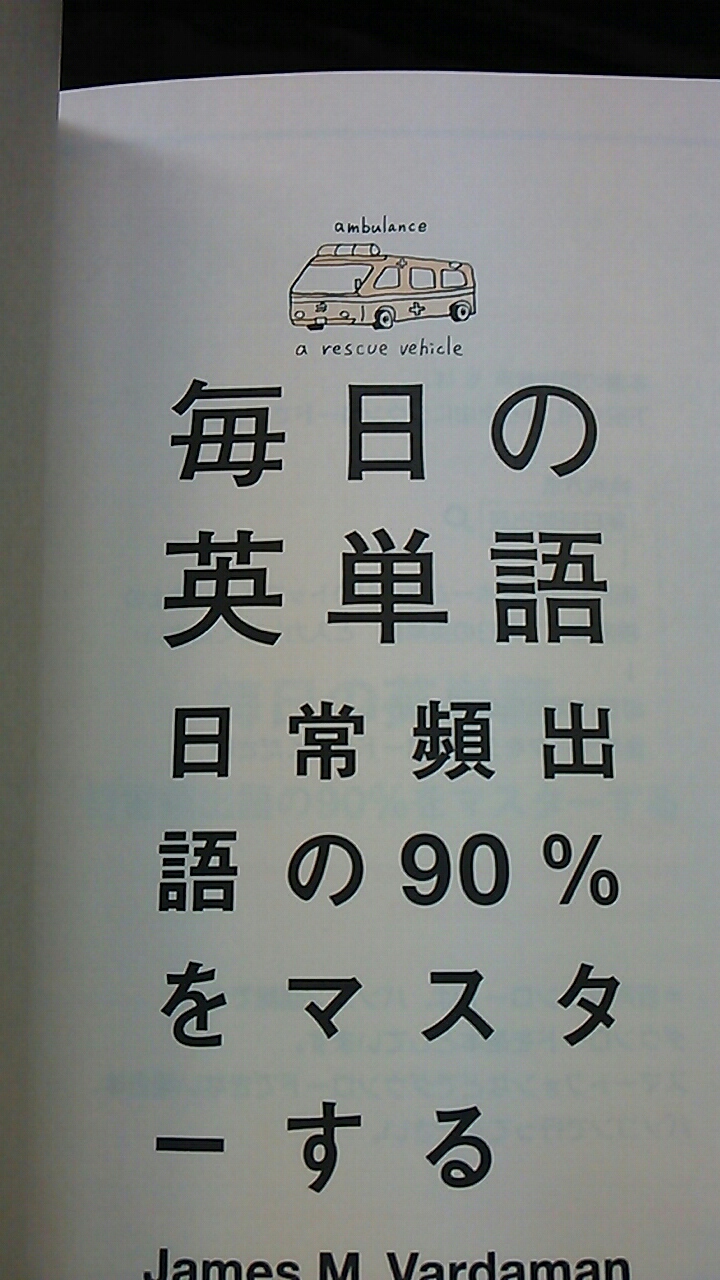 ambulance
a rescue vehicle
毎日の
英単語
日常頻出
語の90%
をマスタ
ーする
James M. Vardaman